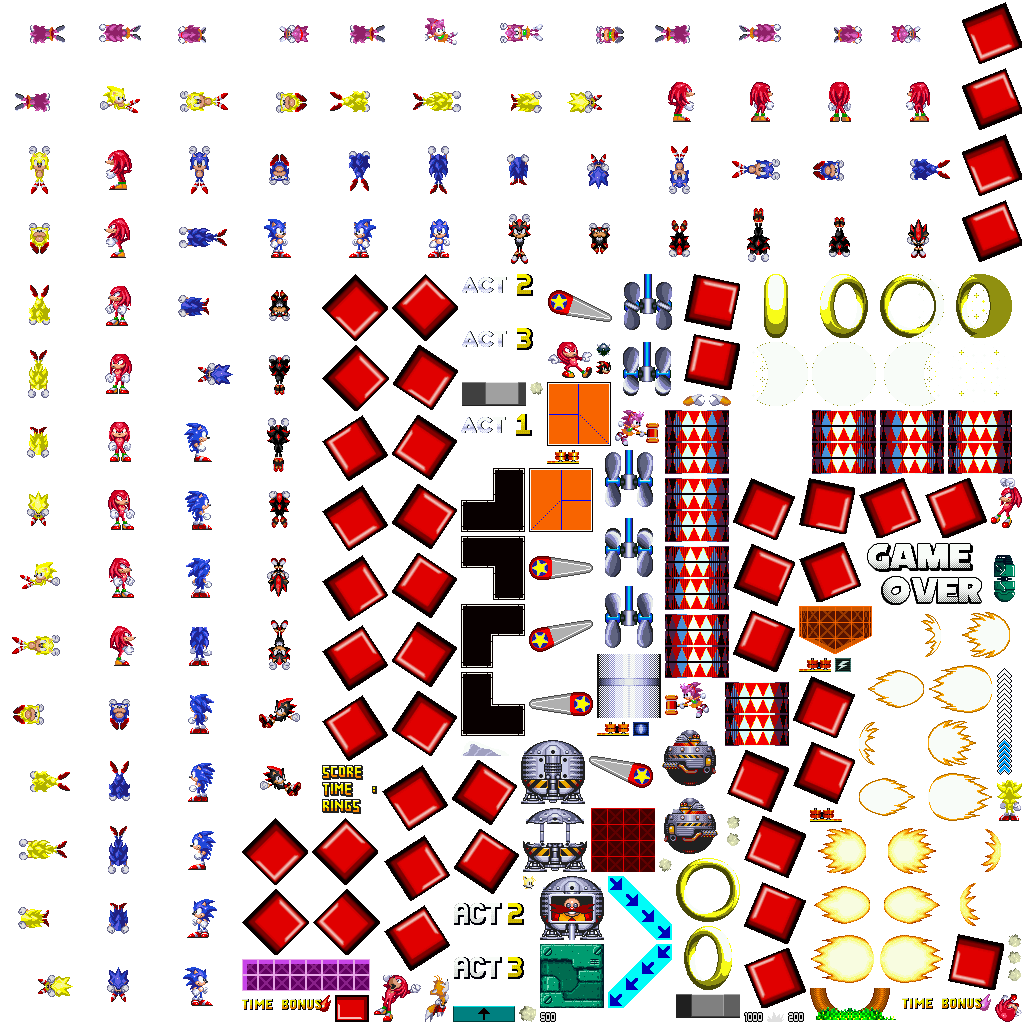 ACT 2
ACT 3
ACT 1
GAME
OVER
SCORE
TIME
RINGS :
ACT 2
ACT 3
TIME BONUS
TIME BONUS
500
1000
200